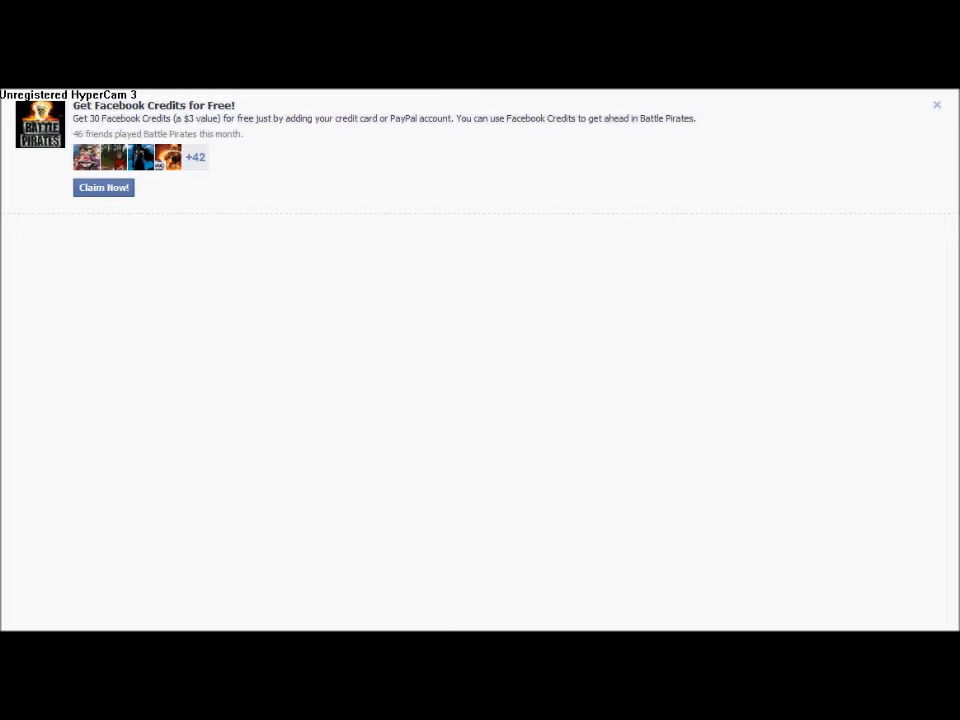 Unregistered HyperCam 3
Get Facebook Credits for Free!
Get 30 Facebook Credits (a $3 value) for free just by adding your credit card or PayPal account. You can use Facebook Credits to get ahead in Battle Pirates.
BATTLE
PIRATES
46 friends played Battle Pirates this month.
+42
Claim Now!